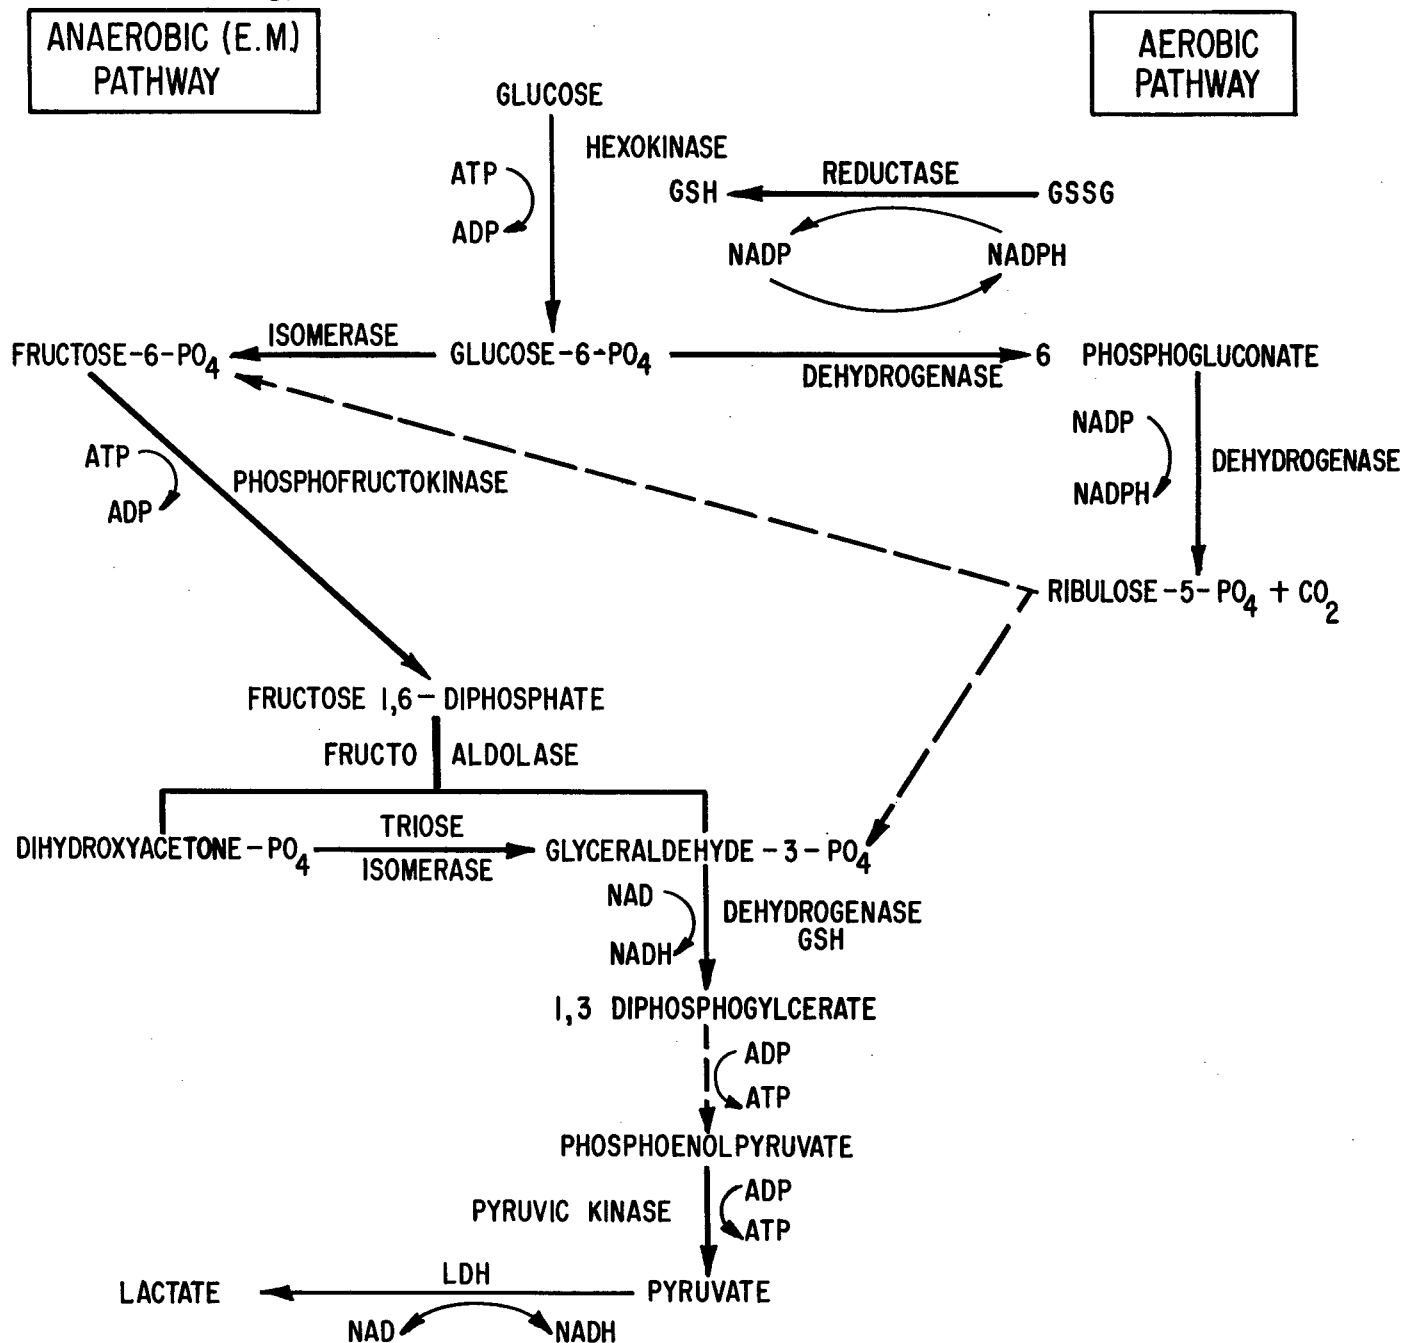 ANAEROBIC (E.M.)
PATHWAY
AEROBIC
PATHWAY
GLUCOSE
HEXOKINASE
ATP
ADP
GSH
REDUCTASE
GSSG
NADP
NADPH
FRUCTOSE-6-PO4
ISOMERASE
GLUCOSE-6-PO4
DEHYDROGENASE
6 PHOSPHOGLUCONATE
ATP
ADP
PHOSPHOFRUCTOKINASE
NADP
NADPH
DEHYDROGENASE
RIBULOSE-5-PO4 + CO2
FRUCTOSE 1,6-DIPHOSPHATE
FRUCTO ALDOLASE
DIHYDROXYACETONE-PO4
TRIOSE
ISOMERASE
GLYCERALDEHYDE-3-PO4
NAD
NADH
DEHYDROGENASE
GSH
1,3 DIPHOSPHOGYLCERATE
ADP
ATP
PHOSPHOENOLPYRUVATE
PYRUVIC KINASE
ADP
ATP
LACTATE
LDH
PYRUVATE
NAD
NADH